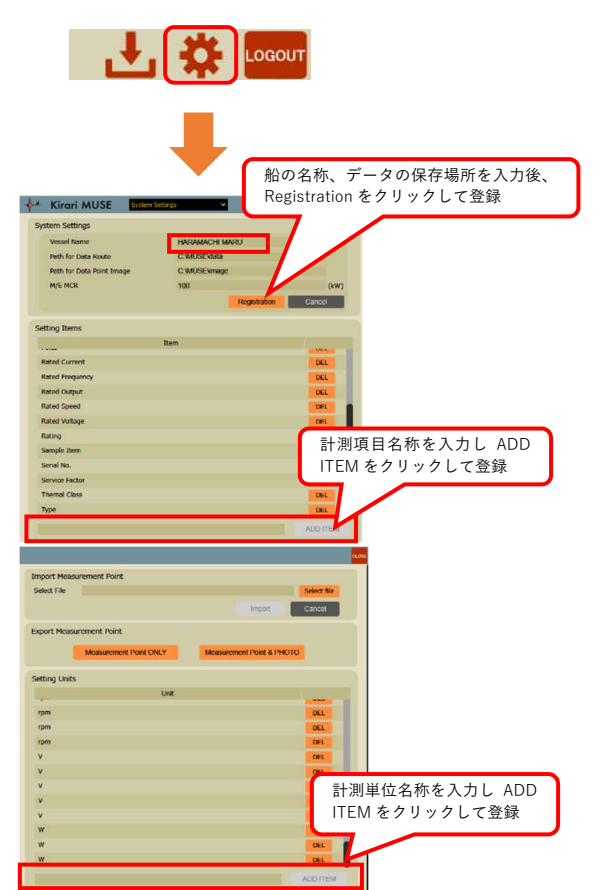 LOGOUT
船の名称、データの保存場所を入力後、
Registration をクリックして登録
Kirari MUSE System Settings
System Settings
Vessel Name HARAMACHI MARU
Path for Data Route C:\MUSE\data
Path for Data Point Image C:\MUSE\image
M/E MCR 100 (kW)
Registration Cancel
Setting Items
Item
DEL
Rated Current DEL
Rated Frequency DEL
Rated Output DEL
Rated Speed DEL
Rated Voltage DEL
Rating
Sample Item
Serial No.
Service Factor
Themal Class DEL
Type DEL
計測項目名称を入力し ADD
ITEM をクリックして登録
ADD ITEM
CLOSE
Import Measurement Point
Select File Select file
Import Cancel
Export Measurement Point
Measurement Point ONLY Measurement Point & PHOTO
Setting Units
Unit
DEL
rpm DEL
rpm DEL
rpm DEL
V DEL
V DEL
V
V
V
W
W DEL
W DEL
計測単位名称を入力し ADD
ITEM をクリックして登録
ADD ITEM